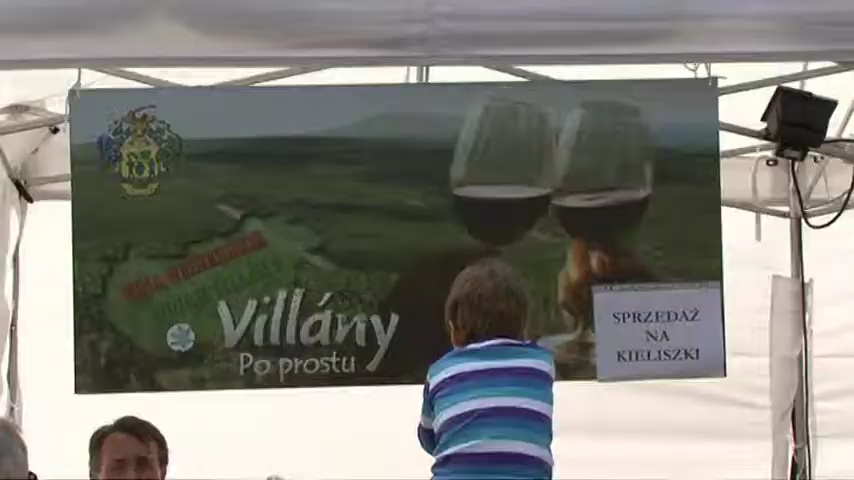 Villány
Po prostu
SPRZEDAŻ
NA
KIELISZKI